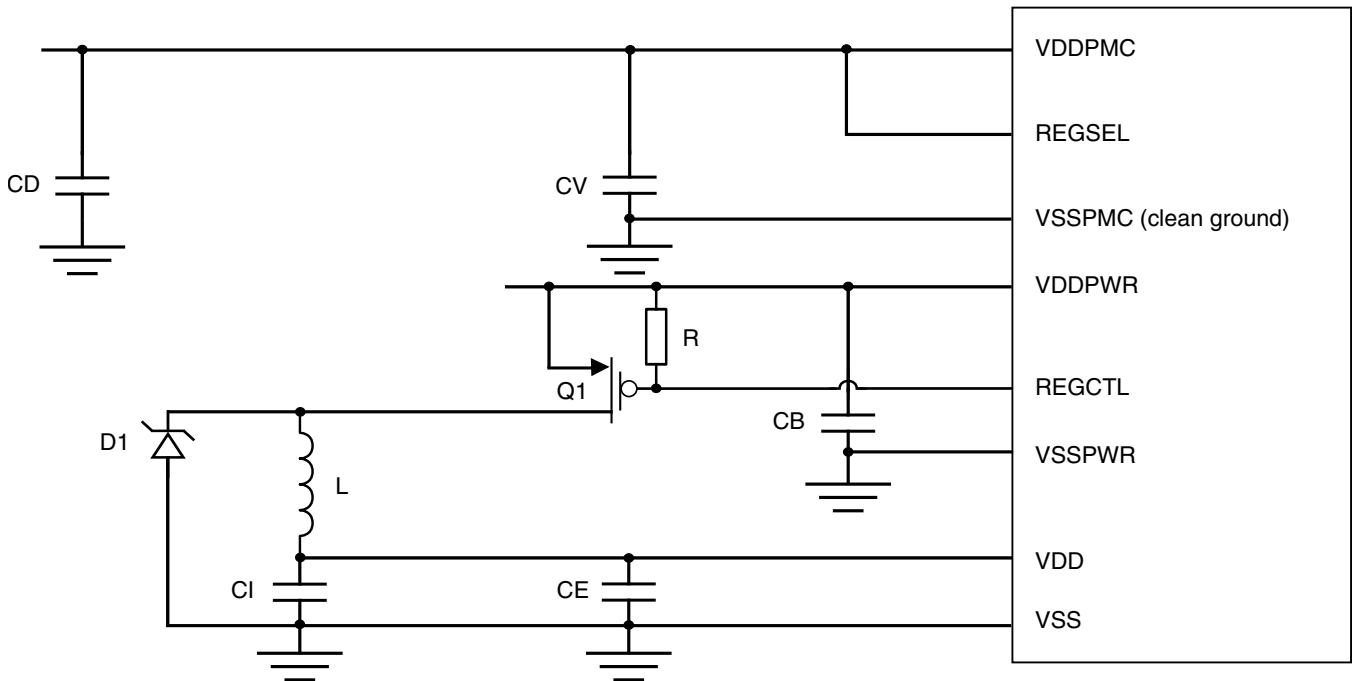 VDDPMC
REGSEL
CD
CV
VSSPMC (clean ground)
VDDPWR
R
Q1
REGCTL
CB
D1
VSSPWR
L
VDD
CI
CE
VSS